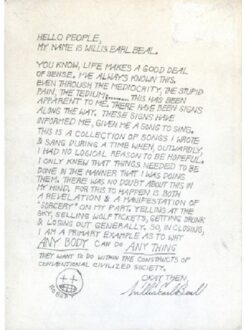 HELLO PEOPLE,
MY NAME IS WILLIS EARL BEAL.
YOU KNOW, LIFE MAKES A GOOD DEAL
OF SENSE. I'VE ALWAYS KNOWN THIS,
EVEN THROUGH THE MEDIOCRITY, THE STUPID
PAIN, THE TEDIUM, THIS HAS BEEN
APPARENT TO ME. THERE HAVE BEEN SIGNS
ALONG THE WAY. THESE SIGNS HAVE
INFORMED ME, GIVEN ME A SONG TO SING.
THIS IS A COLLECTION OF SONGS I WROTE
& SANG DURING A TIME WHEN, OUTWARDLY,
I HAD NO LOGICAL REASON TO BE HOPEFUL.
I ONLY KNEW THAT THINGS NEEDED TO BE
DONE IN THE MANNER THAT I WAS DOING
THEM. THERE WAS NO DOUBT ABOUT THIS IN
MY MIND. FOR THIS TO HAPPEN IS BOTH
A REVELATION & A MANIFESTATION OF
"SORCERY" ON MY PART. YELLING AT THE
SKY, SELLING WOLF TICKETS, GETTING DRUNK
& LOSING OUT GENERALLY. SO, IN CLOSING,
I AM A PRIMARY EXAMPLE AS TO WHY
ANY BODY CAN DO ANY THING
THEY WANT TO DO WITHIN THE CONSTRUCTS OF
CONVENTIONAL CIVILIZED SOCIETY.
OKAY THEN,
Willis Earl Beal